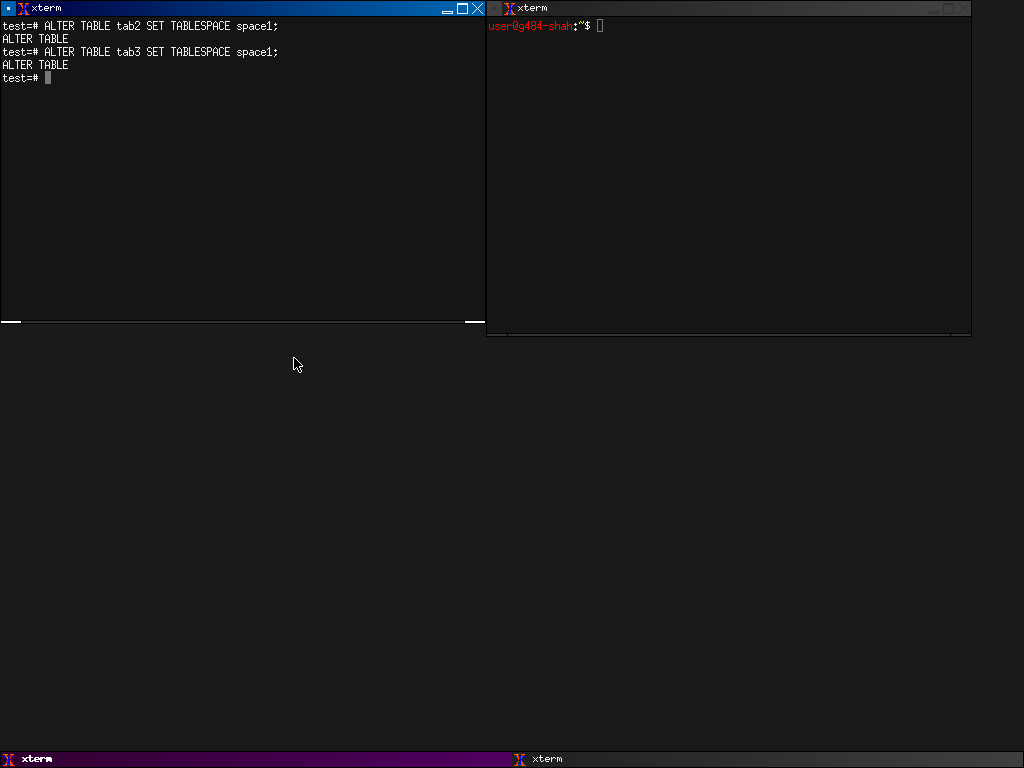 xterm
test=# ALTER TABLE tab2 SET TABLESPACE space1;
ALTER TABLE
test=# ALTER TABLE tab3 SET TABLESPACE space1;
ALTER TABLE
test=#
xterm
user@g484-shah:~$
xterm
xterm